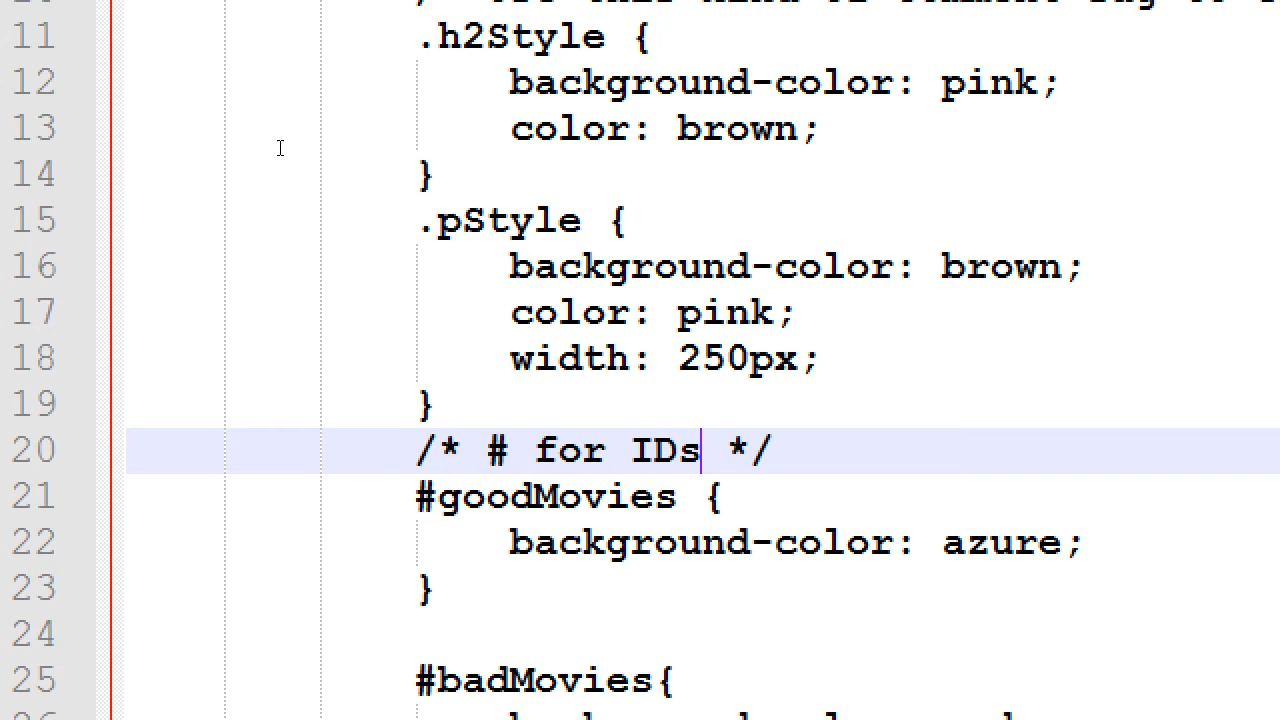 11 .h2Style {
12 background-color: pink;
13 color: brown;
14 }
15 .pStyle {
16 background-color: brown;
17 color: pink;
18 width: 250px;
19 }
20 /* # for IDs */
21 #goodMovies {
22 background-color: azure;
23 }
24
25 #badMovies{